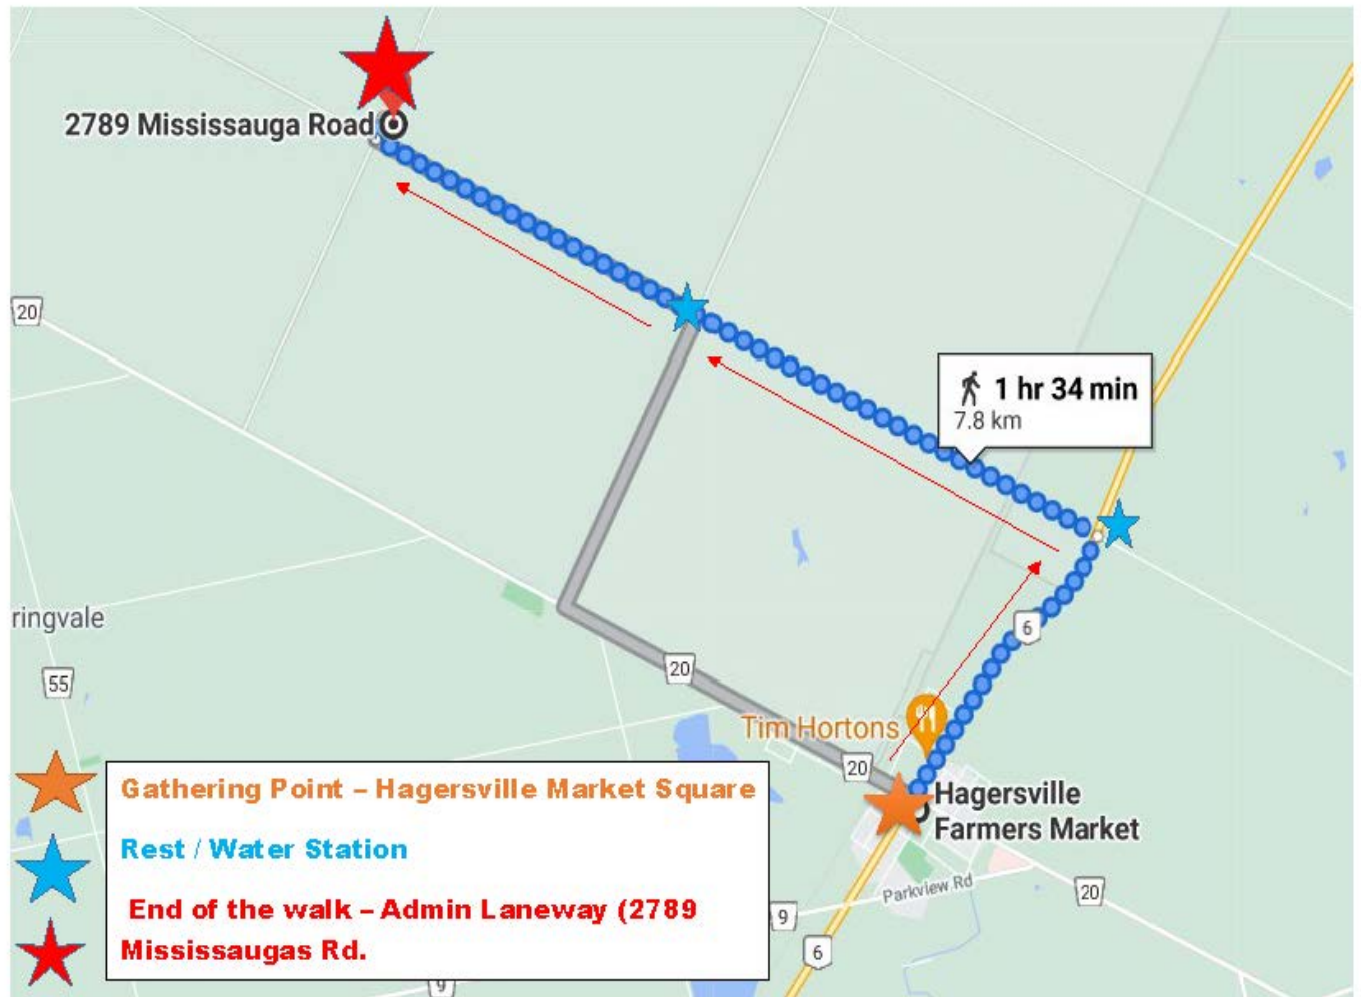 2789 Mississauga Road
20
1 hr 34 min
7.8 km
6
ringvale
55
20
Tim Hortons
20
Hagersville
Farmers Market
Gathering Point – Hagersville Market Square
Rest / Water Station
End of the walk – Admin Laneway (2789
Mississaugas Rd.
Parkview Rd
20
9
6
9